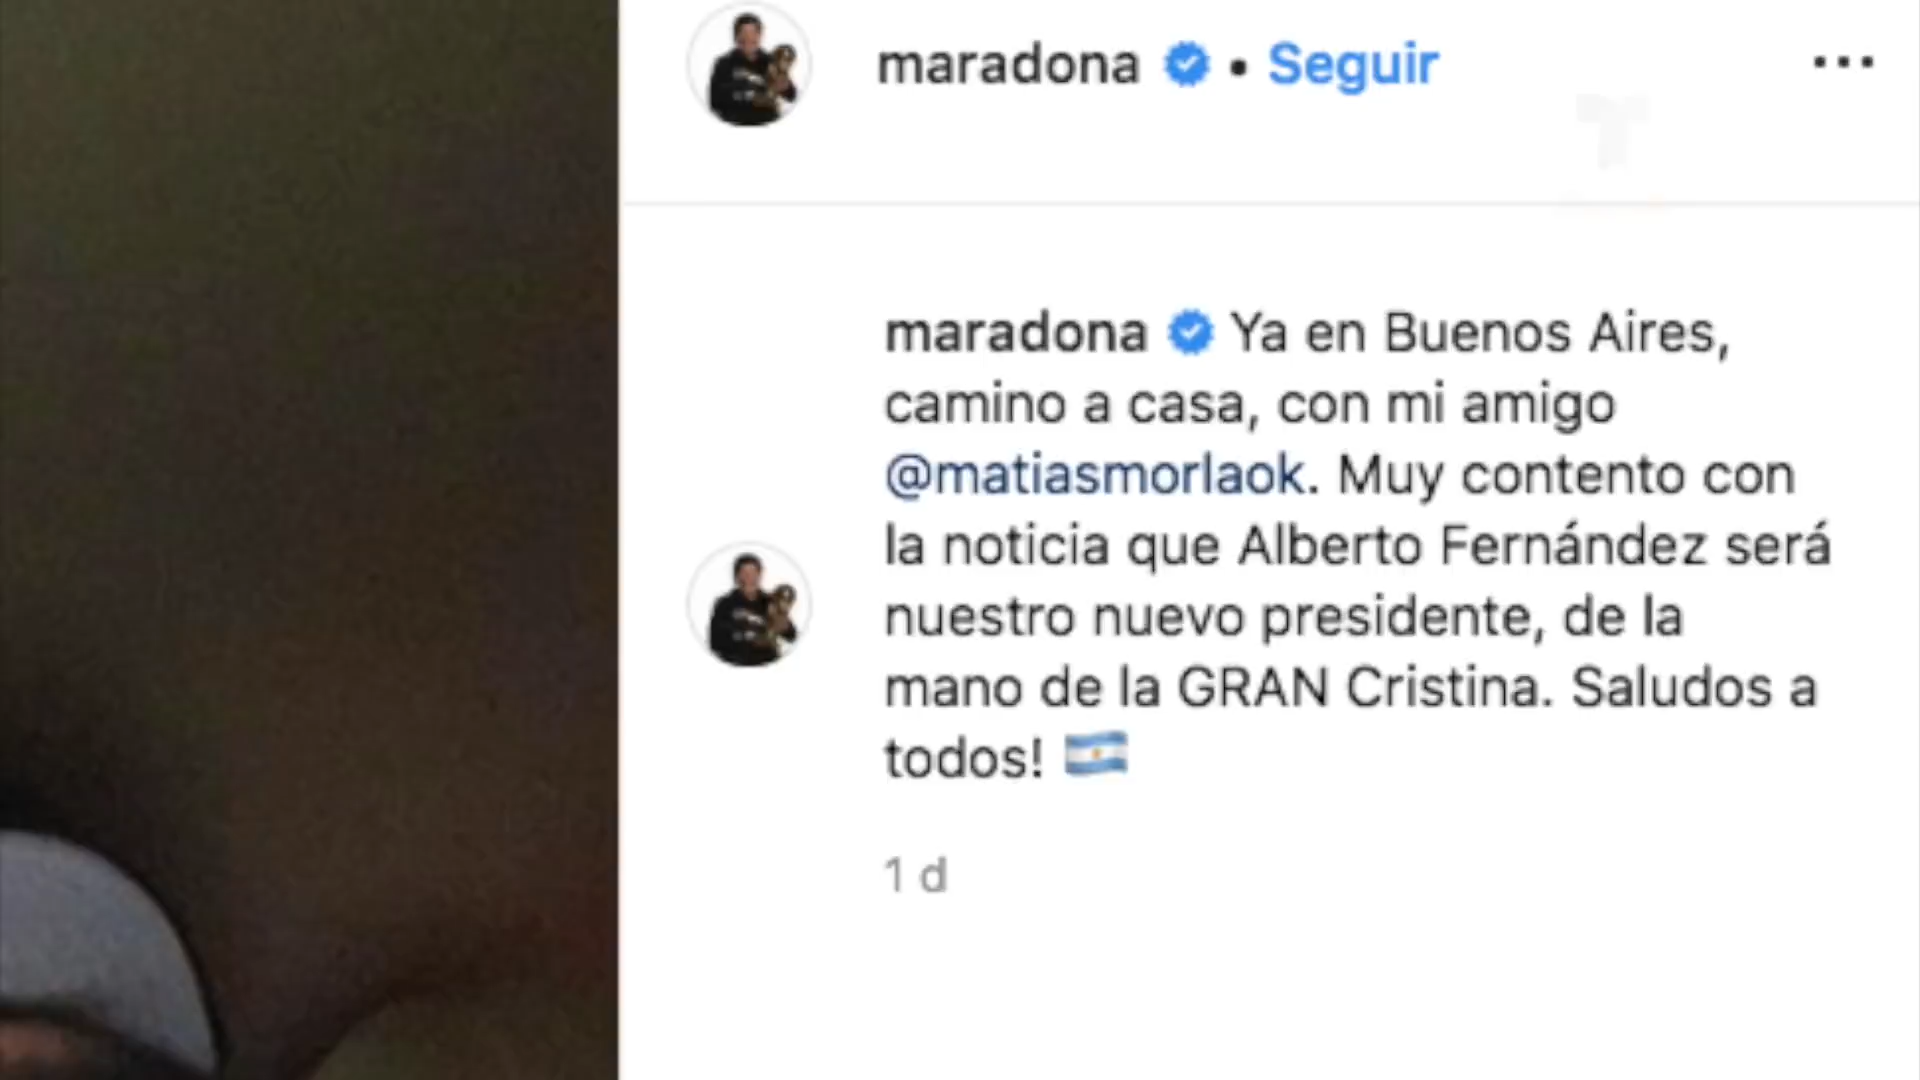 maradona • Seguir ...
maradona Ya en Buenos Aires,
camino a casa, con mi amigo
@matiasmorlaok. Muy contento con
la noticia que Alberto Fernández será
nuestro nuevo presidente, de la
mano de la GRAN Cristina. Saludos a
todos! 🇦🇷
1 d